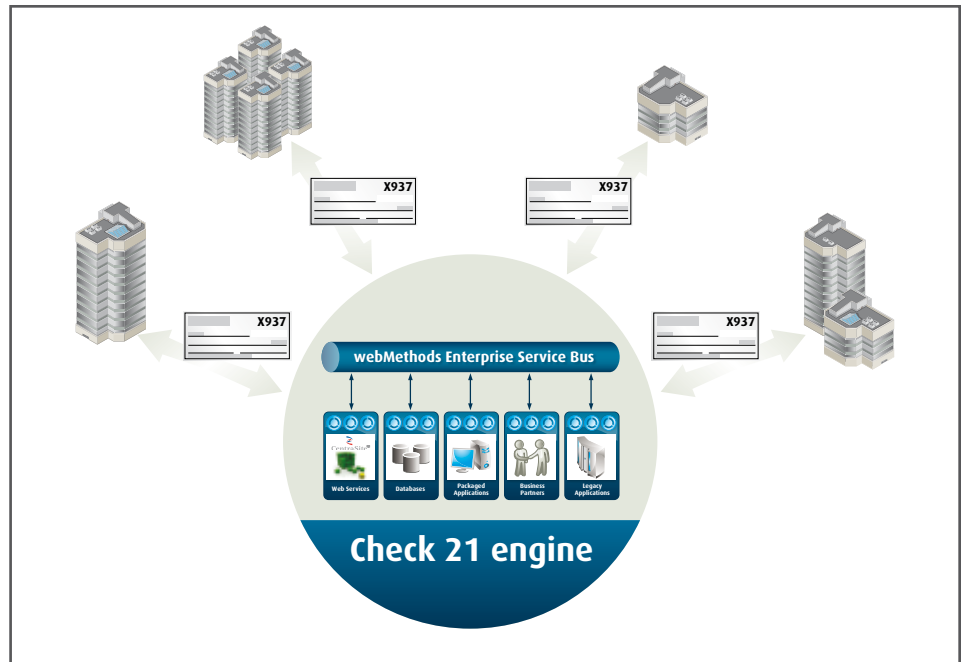 X937
X937
X937
X937
webMethods Enterprise Service Bus
CentraSite
Web Services
Databases
Packaged
Applications
Business
Partners
Legacy
Applications
Check 21 engine